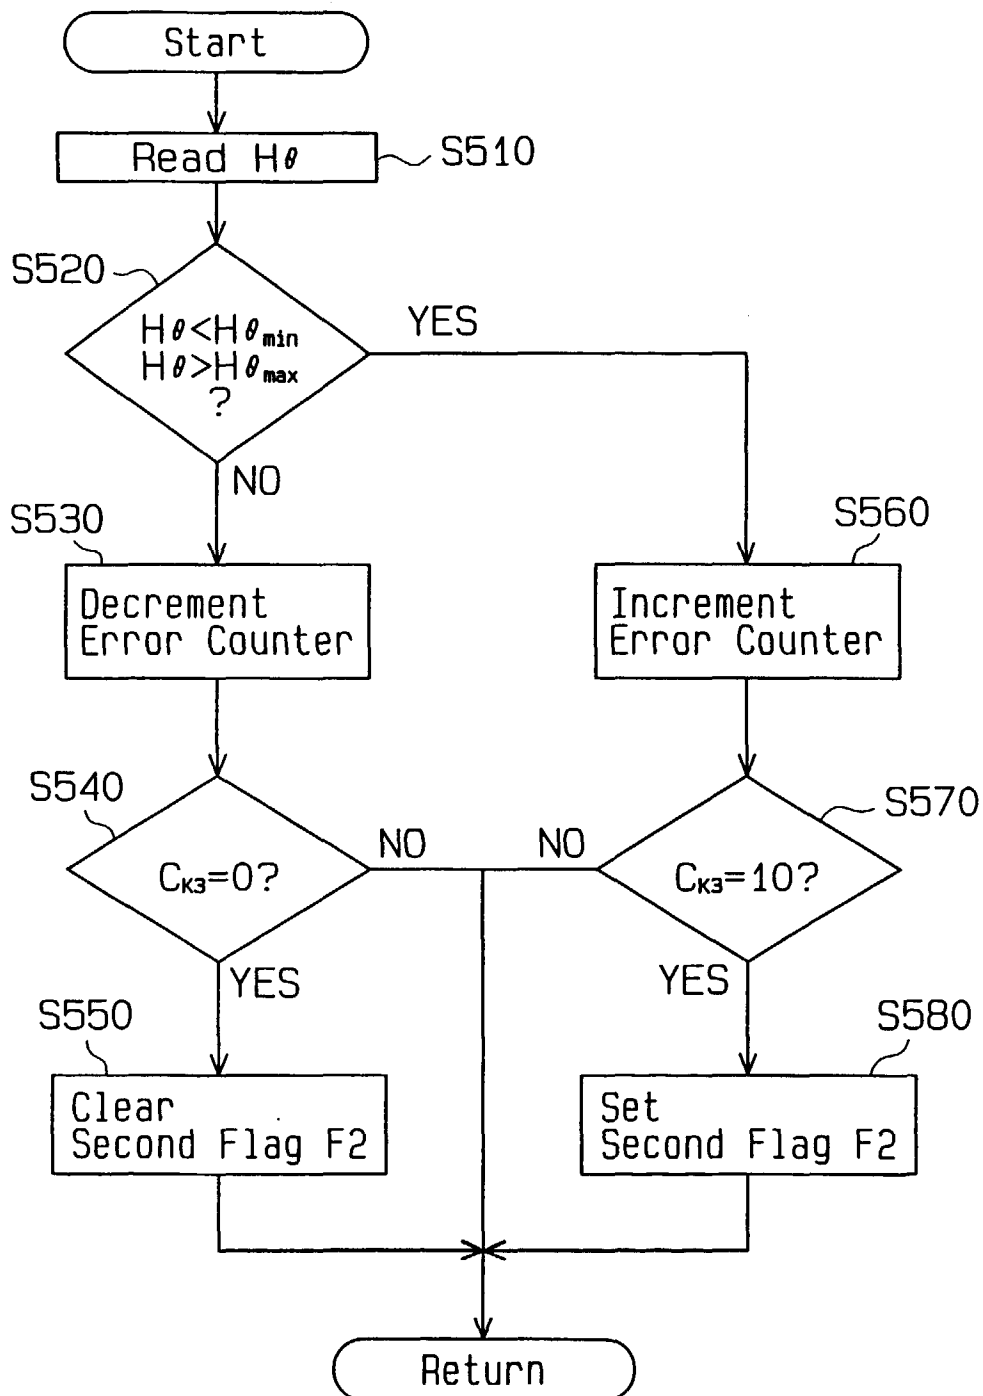 Start
Read Hθ
S510
S520
Hθ<Hθmin
Hθ>Hθmax
?
YES
NO
S530
Decrement
Error Counter
S560
Increment
Error Counter
S540
CK3=0?
NO
YES
S570
CK3=10?
NO
YES
S550
Clear
Second Flag F2
S580
Set
Second Flag F2
Return